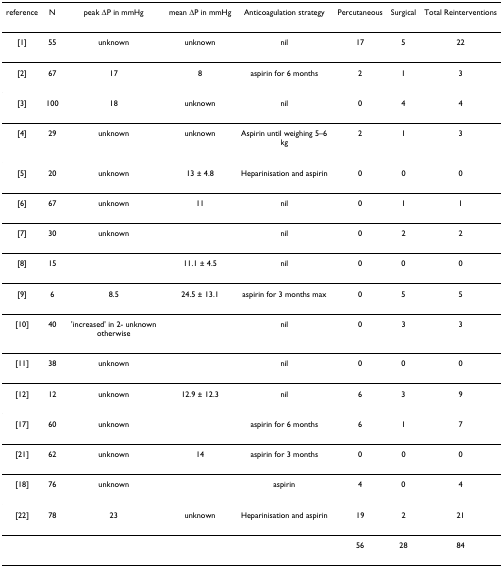 reference N peak ΔP in mmHg mean ΔP in mmHg Anticoagulation strategy Percutaneous Surgical Total Reinterventions
[1] 55 unknown unknown nil 17 5 22
[2] 67 17 8 aspirin for 6 months 2 1 3
[3] 100 18 unknown nil 0 4 4
[4] 29 unknown unknown Aspirin until weighing 5–6 2 1 3
kg
[5] 20 unknown 13 ± 4.8 Heparinisation and aspirin 0 0 0
[6] 67 unknown 11 nil 0 1 1
[7] 30 unknown nil 0 2 2
[8] 15 11.1 ± 4.5 nil 0 0 0
[9] 6 8.5 24.5 ± 13.1 aspirin for 3 months max 0 5 5
[10] 40 'increased' in 2- unknown nil 0 3 3
otherwise
[11] 38 unknown nil 0 0 0
[12] 12 unknown 12.9 ± 12.3 nil 6 3 9
[17] 60 unknown aspirin for 6 months 6 1 7
[21] 62 unknown 14 aspirin for 3 months 0 0 0
[18] 76 unknown aspirin 4 0 4
[22] 78 23 unknown Heparinisation and aspirin 19 2 21
56 28 84